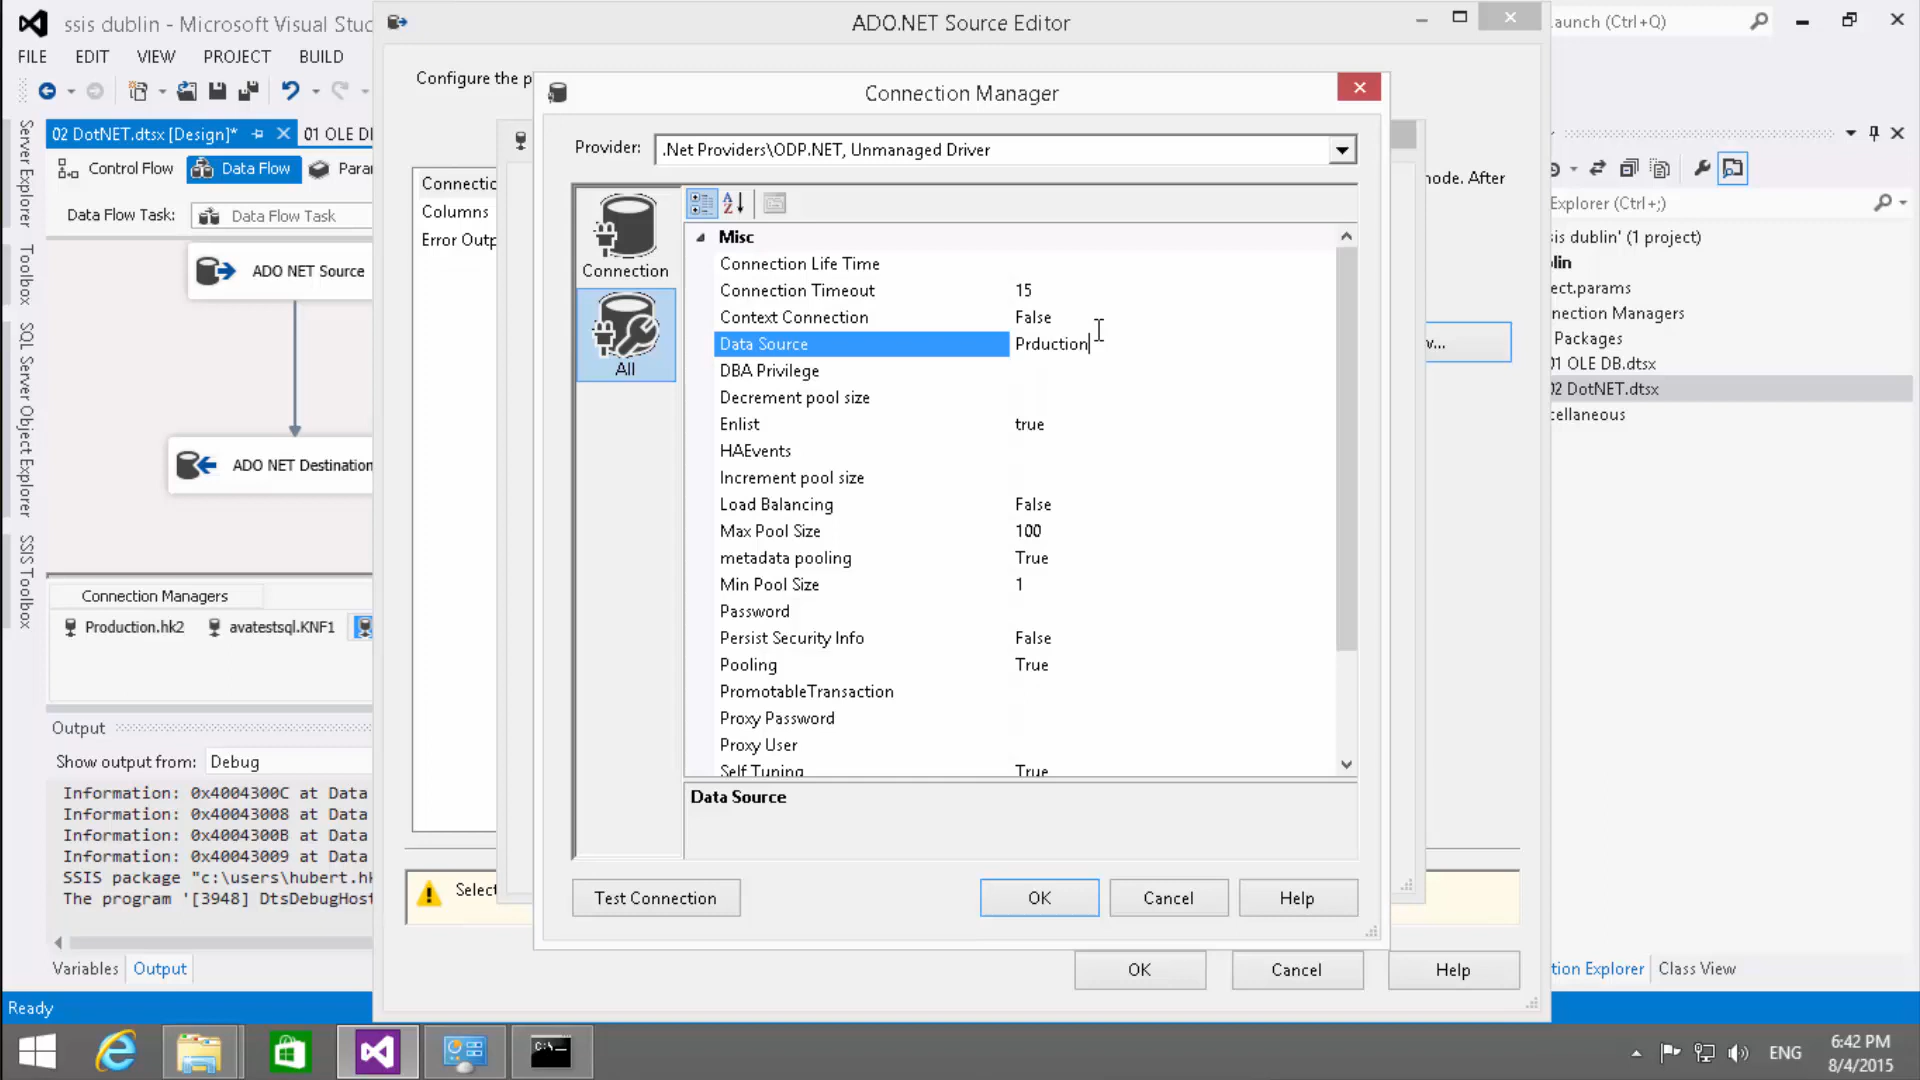 ssis dublin - Microsoft Visual Stu
ADO.NET Source Editor
aunch (Ctrl+Q)
FILE EDIT VIEW PROJECT BUILD
Configure the p
Connection Manager
02 DotNET.dtsx [Design]*
01 OLE DI
Provider:
.Net Providers\ODP.NET, Unmanaged Driver
Control Flow
Data Flow
Para
Data Flow Task:
Data Flow Task
node. After
Explorer (Ctrl+;)
Server Explorer
Toolbox
SQL Server Object Explorer
SSIS Toolbox
ADO NET Source
ADO NET Destination
Connectic
Columns
Error Outp
Connection
All
Misc
Connection Life Time
Connection Timeout 15
Context Connection False
Data Source Prduction
DBA Privilege
Decrement pool size
Enlist true
HAEvents
Increment pool size
Load Balancing False
Max Pool Size 100
metadata pooling True
Min Pool Size 1
Password
Persist Security Info False
Pooling True
PromotableTransaction
Proxy Password
Proxy User
Self Tuning True
Data Source
Test Connection
OK
Cancel
Help
w...
sis dublin' (1 project)
lin
ect.params
nection Managers
Packages
01 OLE DB.dtsx
02 DotNET.dtsx
cellaneous
Connection Managers
Production.hk2
avatestsql.KNF1
Output
Show output from:
Debug
Information: 0x4004300C at Data
Information: 0x40043008 at Data
Information: 0x4004300B at Data
Information: 0x40043009 at Data
SSIS package "c:\users\hubert.hk
The program '[3948] DtsDebugHost
Select
Variables
Output
OK
Cancel
Help
tion Explorer
Class View
Ready
C:\_
ENG
6:42 PM
8/4/2015